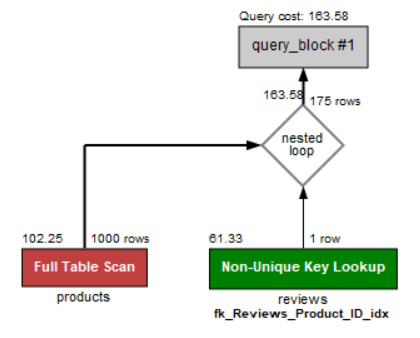 Query cost: 163.58
query_block #1
163.58 175 rows
nested
loop
102.25 1000 rows
61.33 1 row
Full Table Scan
Non-Unique Key Lookup
products
reviews
fk_Reviews_Product_ID_idx